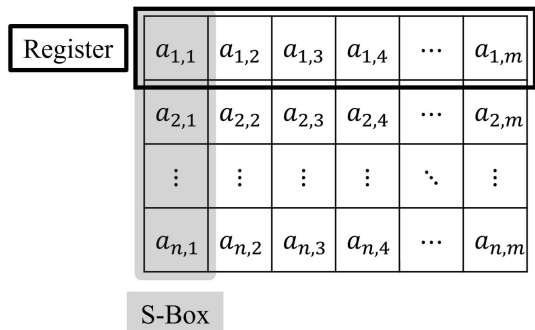 Register a₁,₁ a₁,₂ a₁,₃ a₁,₄ ⋯ a₁,ₘ
a₂,₁ a₂,₂ a₂,₃ a₂,₄ ⋯ a₂,ₘ
⋮ ⋮ ⋮ ⋮ ⋱ ⋮
aₙ,₁ aₙ,₂ aₙ,₃ aₙ,₄ ⋯ aₙ,ₘ
S-Box